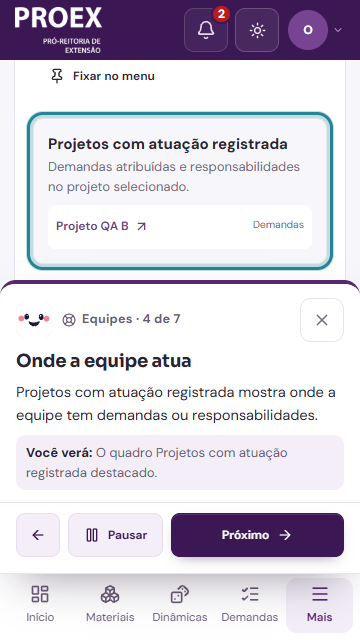 PROEX
PRÓ-REITORIA DE
EXTENSÃO
2
O
Fixar no menu
Projetos com atuação registrada
Demandas atribuídas e responsabilidades
no projeto selecionado.
Projeto QA B
Demandas
Equipes · 4 de 7
Onde a equipe atua
Projetos com atuação registrada mostra onde a
equipe tem demandas ou responsabilidades.
Você verá: O quadro Projetos com atuação
registrada destacado.
Pausar
Próximo
Início
Materiais
Dinâmicas
Demandas
Mais